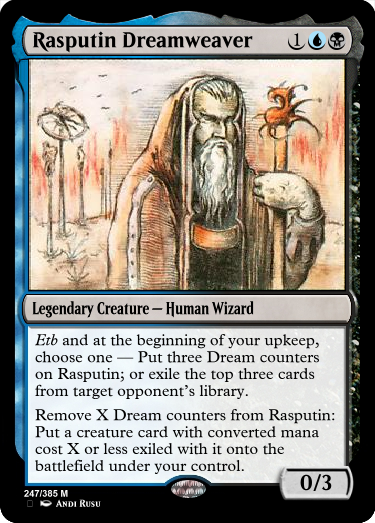 Rasputin Dreamweaver 1
Legendary Creature — Human Wizard
Etb and at the beginning of your upkeep,
choose one — Put three Dream counters
on Rasputin; or exile the top three cards
from target opponent's library.
Remove X Dream counters from Rasputin:
Put a creature card with converted mana
cost X or less exiled with it onto the
battlefield under your control.
0/3
247/385 M
Andi Rusu